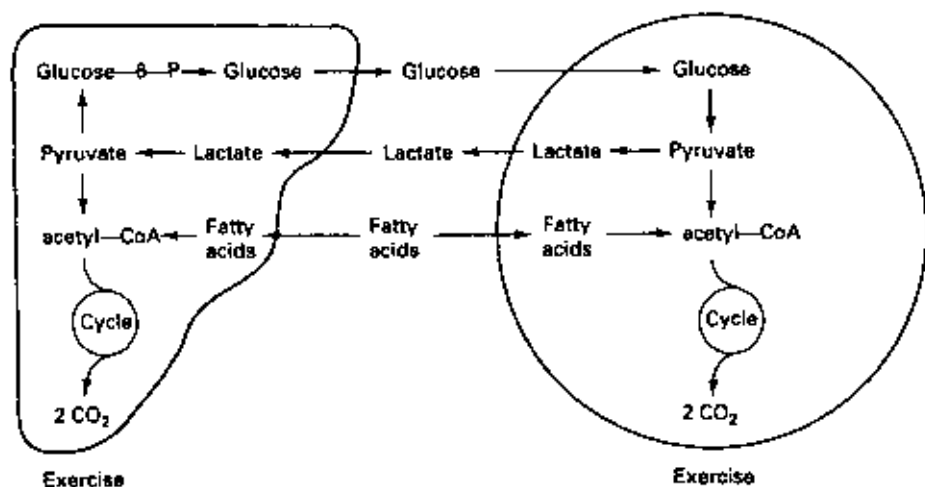 Glucose—6—P Glucose Glucose Glucose
Pyruvate Lactate Lactate Lactate Pyruvate
acetyl—CoA Fatty acids Fatty acids Fatty acids acetyl—CoA
Cycle Cycle
2 CO₂ 2 CO₂
Exercise Exercise